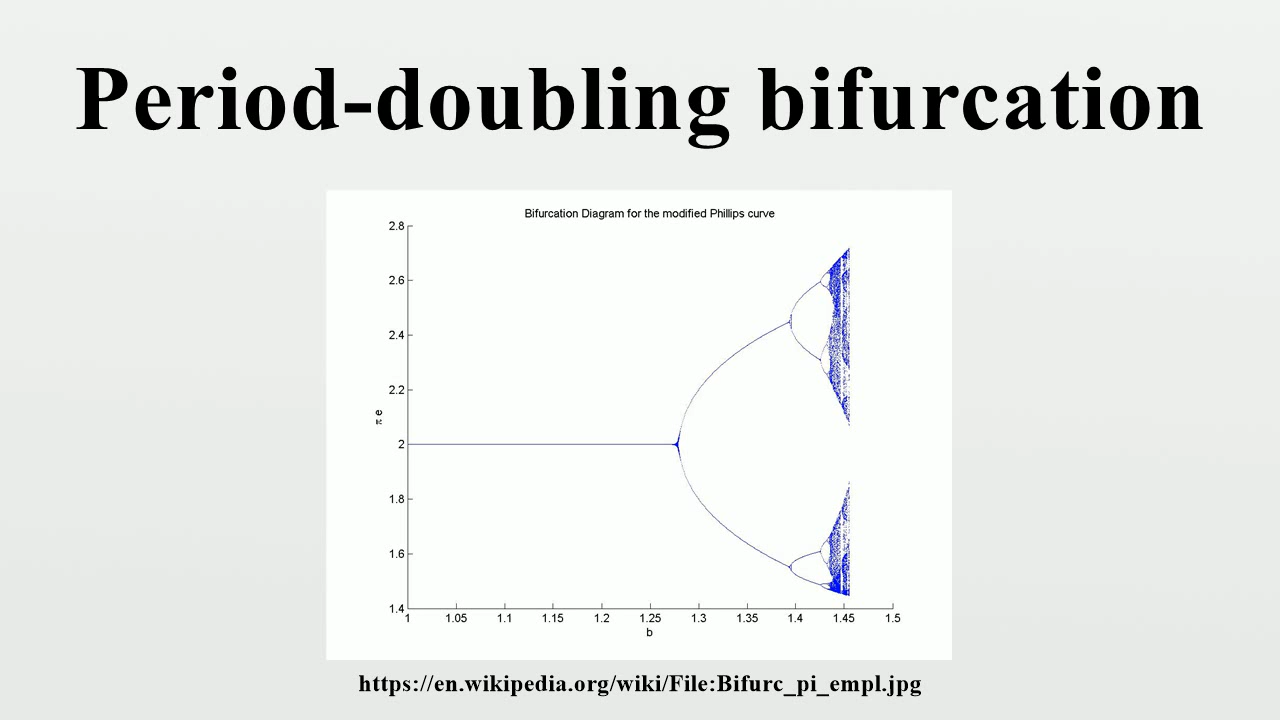 Period-doubling bifurcation
Bifurcation Diagram for the modified Phillips curve
2.8
2.6
2.4
2.2
π e
2
1.8
1.6
1.4
1 1.05 1.1 1.15 1.2 1.25 1.3 1.35 1.4 1.45 1.5
b
https://en.wikipedia.org/wiki/File:Bifurc_pi_empl.jpg